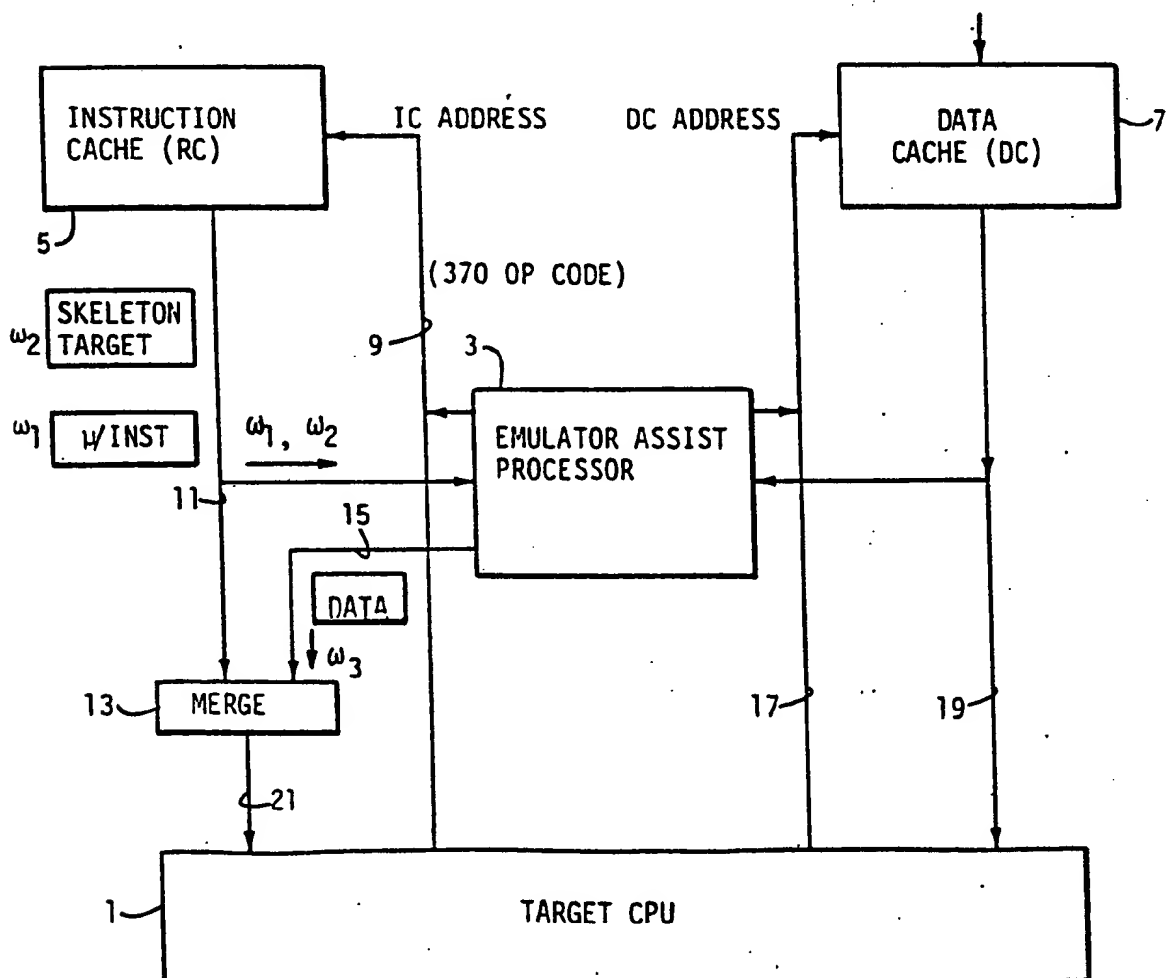 INSTRUCTION
CACHE (RC)
5
IC ADDRESS
DC ADDRESS
DATA
CACHE (DC)
7
(370 OP CODE)
9
ω2
SKELETON
TARGET
ω1
μ/INST
ω1, ω2
11
3
EMULATOR ASSIST
PROCESSOR
15
DATA
ω3
13
MERGE
17
19
21
1
TARGET CPU